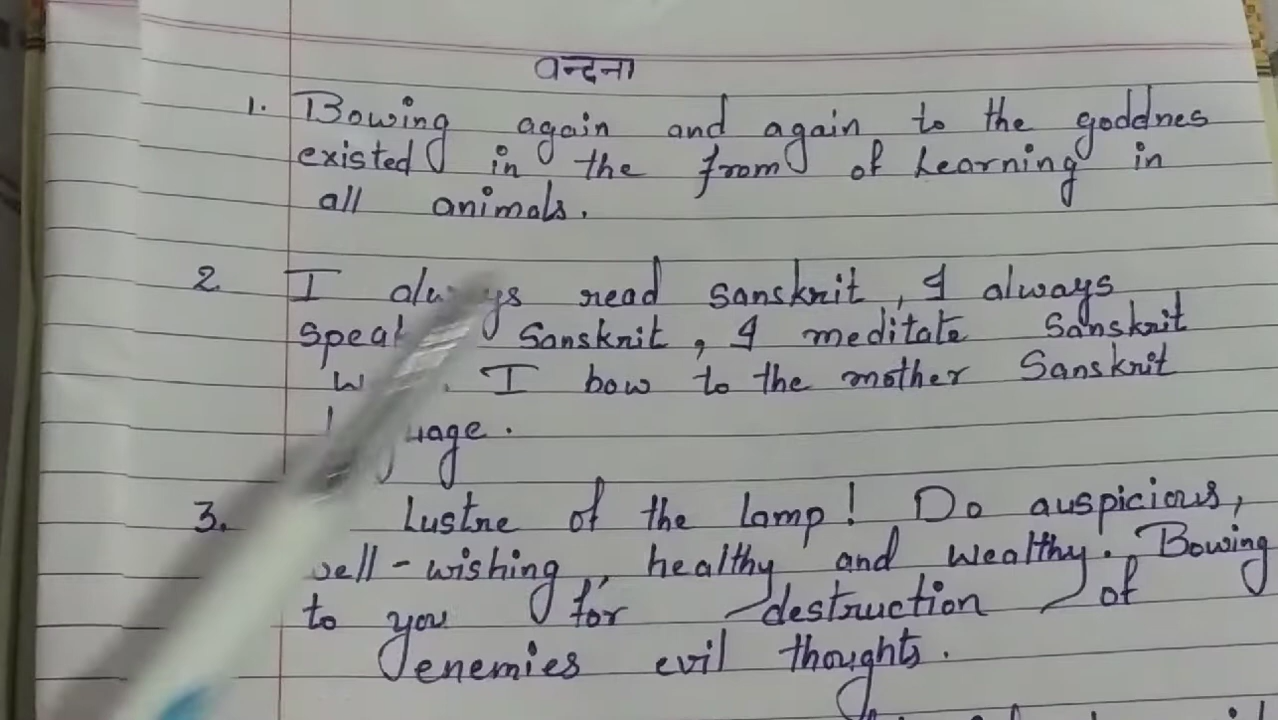 वन्दना
1. Bowing again and again to the goddnes
existed in the from of Learning in
all animals.
2. I always read Sanskrit, I always
speak Sanskrit, I meditate Sanskrit
I bow to the mother Sanskrit
3. Lustre of the lamp! Do auspicious,
well-wishing, healthy and wealthy. Bowing
to you for destruction of
enemies evil thoughts.